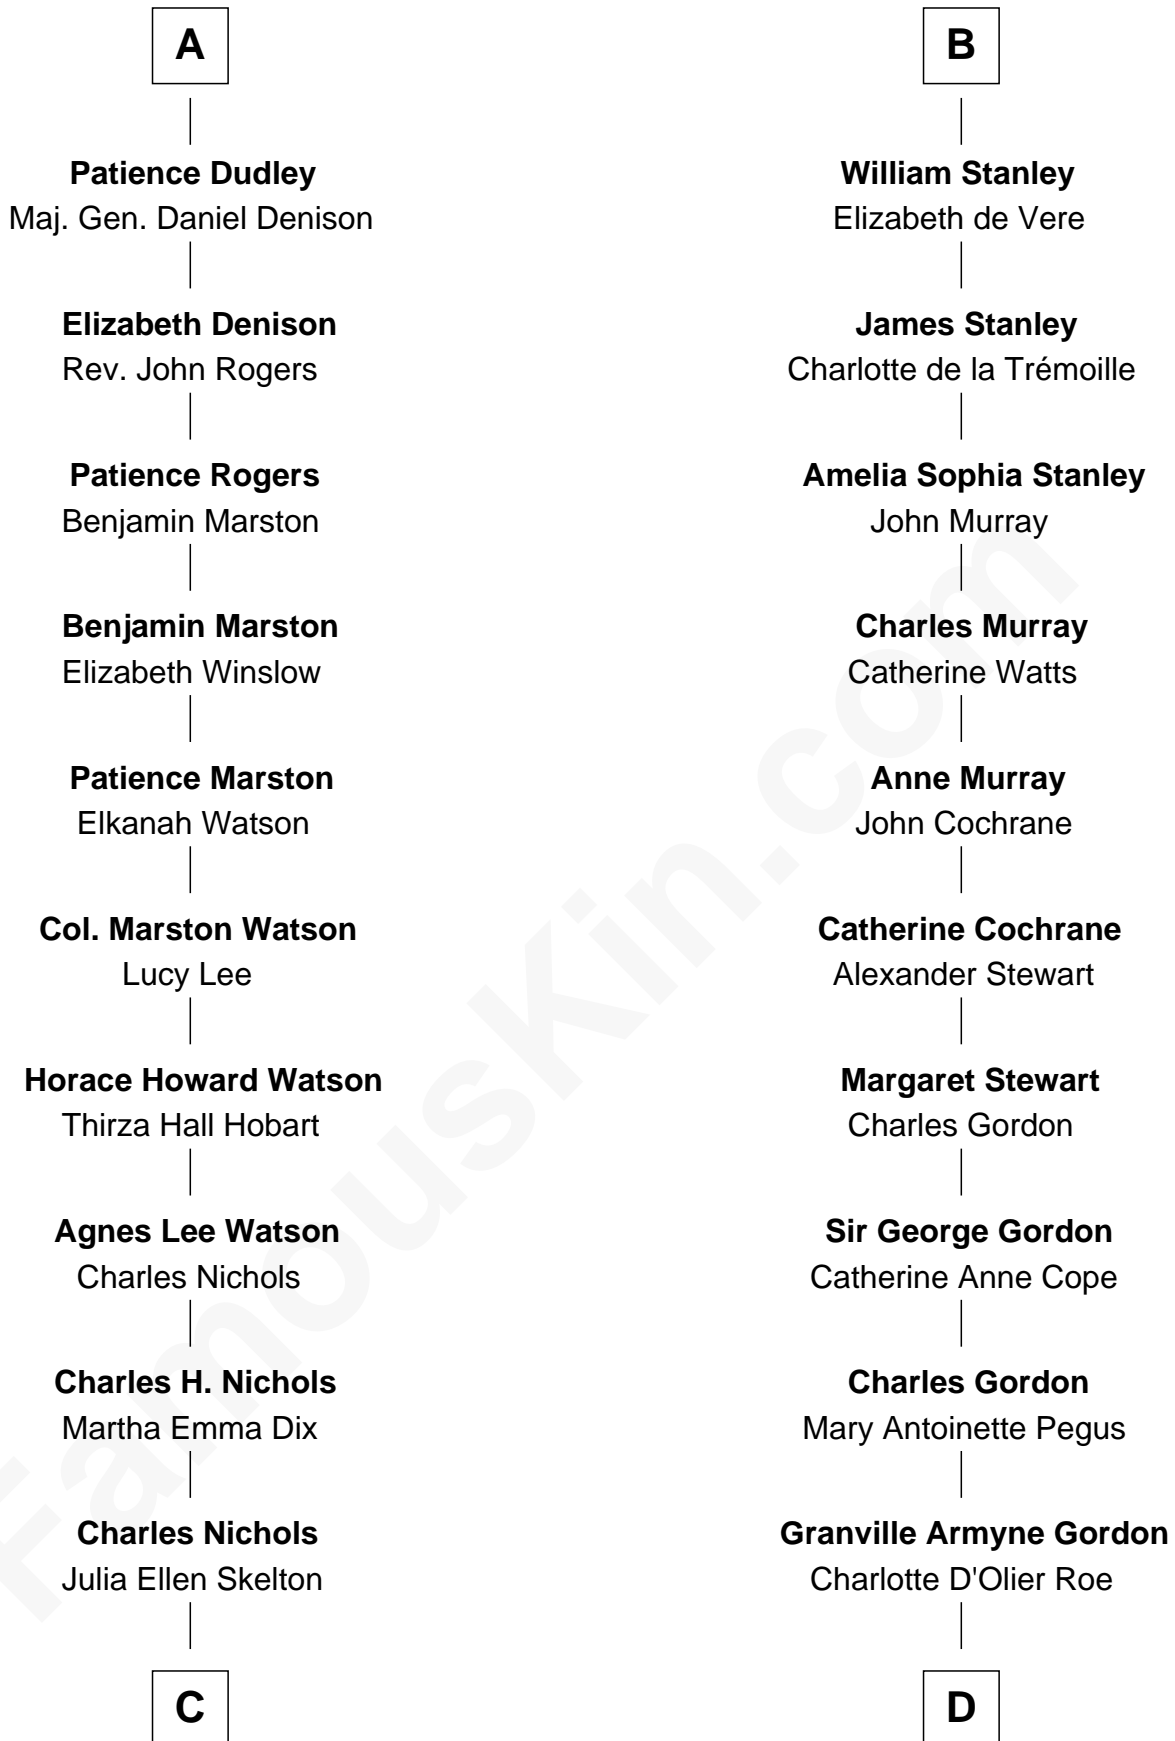 A
Patience Dudley
Maj. Gen. Daniel Denison
Elizabeth Denison
Rev. John Rogers
Patience Rogers
Benjamin Marston
Benjamin Marston
Elizabeth Winslow
Patience Marston
Elkanah Watson
Col. Marston Watson
Lucy Lee
Horace Howard Watson
Thirza Hall Hobart
Agnes Lee Watson
Charles Nichols
Charles H. Nichols
Martha Emma Dix
Charles Nichols
Julia Ellen Skelton
C
B
William Stanley
Elizabeth de Vere
James Stanley
Charlotte de la Trémoille
Amelia Sophia Stanley
John Murray
Charles Murray
Catherine Watts
Anne Murray
John Cochrane
Catherine Cochrane
Alexander Stewart
Margaret Stewart
Charles Gordon
Sir George Gordon
Catherine Anne Cope
Charles Gordon
Mary Antoinette Pegus
Granville Armyne Gordon
Charlotte D'Olier Roe
D
FamousKin.com